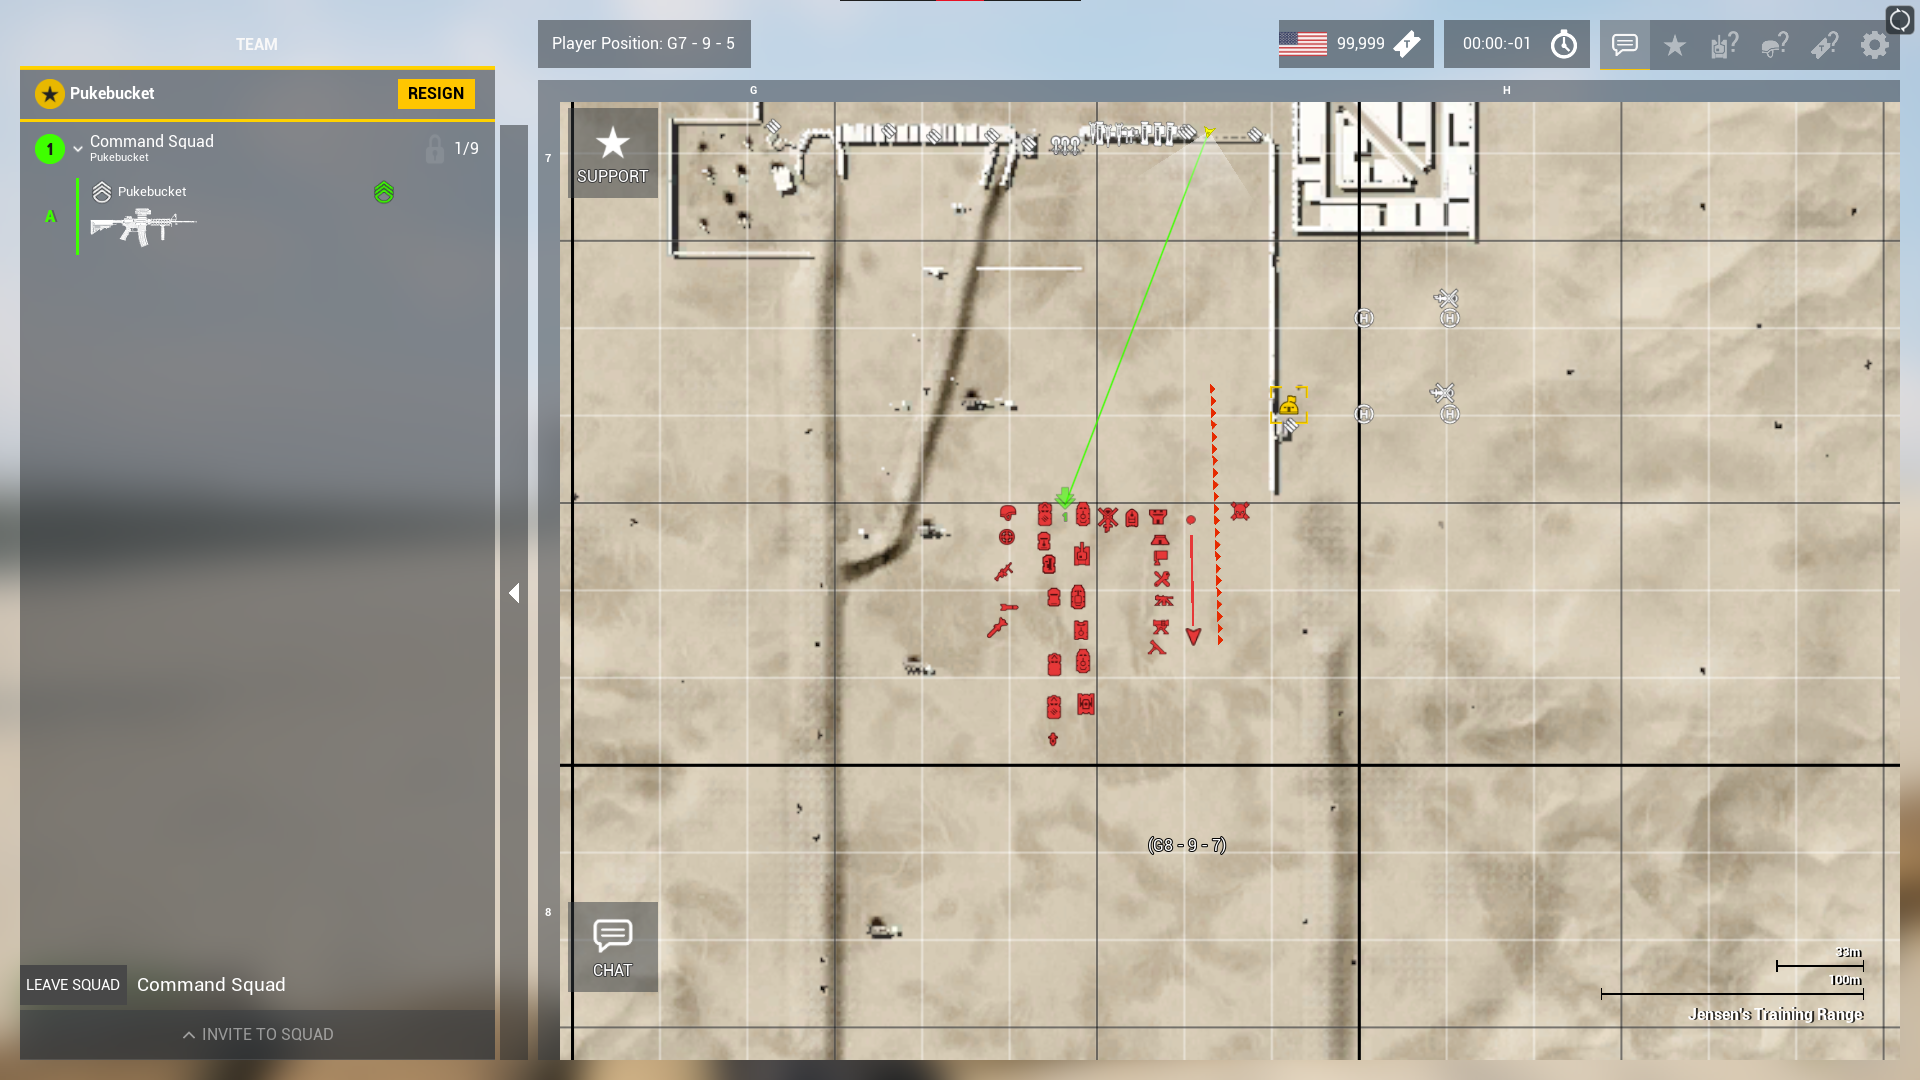 TEAM
Player Position: G7 - 9 - 5
99,999
00:00:-01
Pukebucket
RESIGN
G
H
1
Command Squad
Pukebucket
1/9
7
SUPPORT
A
Pukebucket
H
H
H
H
1
(G8 - 9 - 7)
8
CHAT
33m
100m
Jensen's Training Range
LEAVE SQUAD
Command Squad
INVITE TO SQUAD